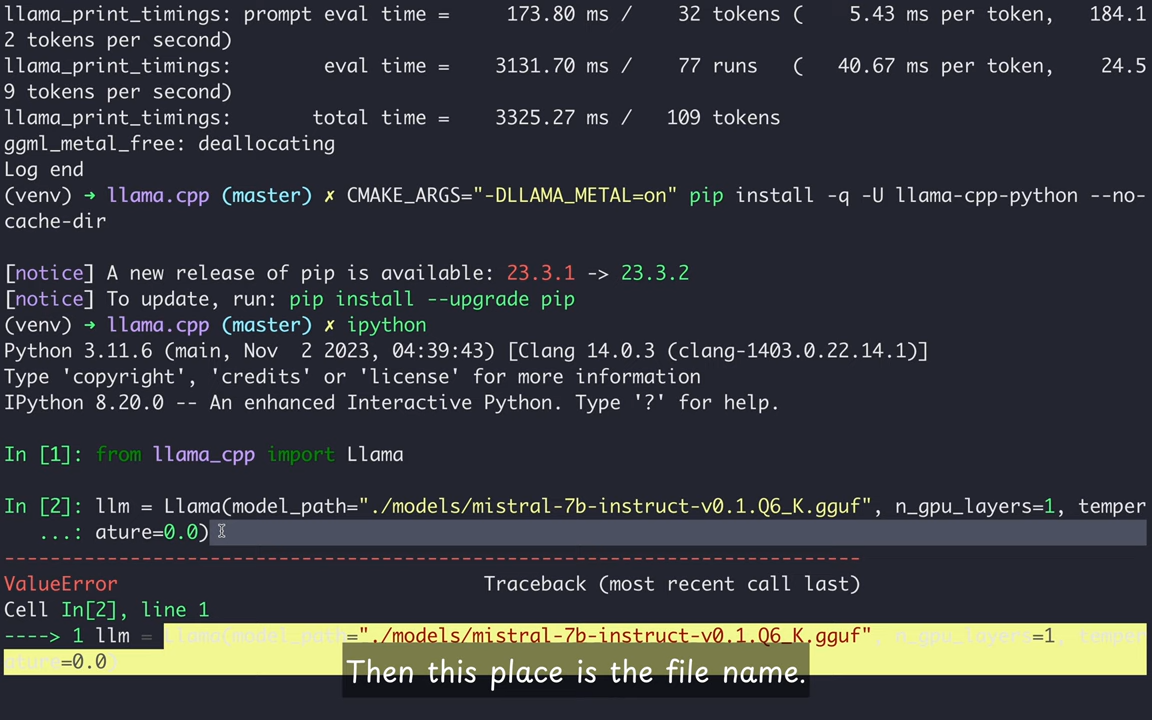 llama_print_timings: prompt eval time =     173.80 ms /    32 tokens (    5.43 ms per token,   184.1
2 tokens per second)
llama_print_timings:        eval time =    3131.70 ms /    77 runs   (   40.67 ms per token,    24.5
9 tokens per second)
llama_print_timings:       total time =    3325.27 ms /   109 tokens
ggml_metal_free: deallocating
Log end
(venv) ➜ llama.cpp (master) ✗ CMAKE_ARGS="-DLLAMA_METAL=on" pip install -q -U llama-cpp-python --no-
cache-dir
[notice] A new release of pip is available: 23.3.1 -> 23.3.2
[notice] To update, run: pip install --upgrade pip
(venv) ➜ llama.cpp (master) ✗ ipython
Python 3.11.6 (main, Nov  2 2023, 04:39:43) [Clang 14.0.3 (clang-1403.0.22.14.1)]
Type 'copyright', 'credits' or 'license' for more information
IPython 8.20.0 -- An enhanced Interactive Python. Type '?' for help.
In [1]: from llama_cpp import Llama
In [2]: llm = Llama(model_path="./models/mistral-7b-instruct-v0.1.Q6_K.gguf", n_gpu_layers=1, temper
   ...: ature=0.0)
---------------------------------------------------------------------------
ValueError                                Traceback (most recent call last)
Cell In[2], line 1
----> 1 llm = Llama(model_path="./models/mistral-7b-instruct-v0.1.Q6_K.gguf", n_gpu_layers=1, temper
ature=0.0)
Then this place is the file name.